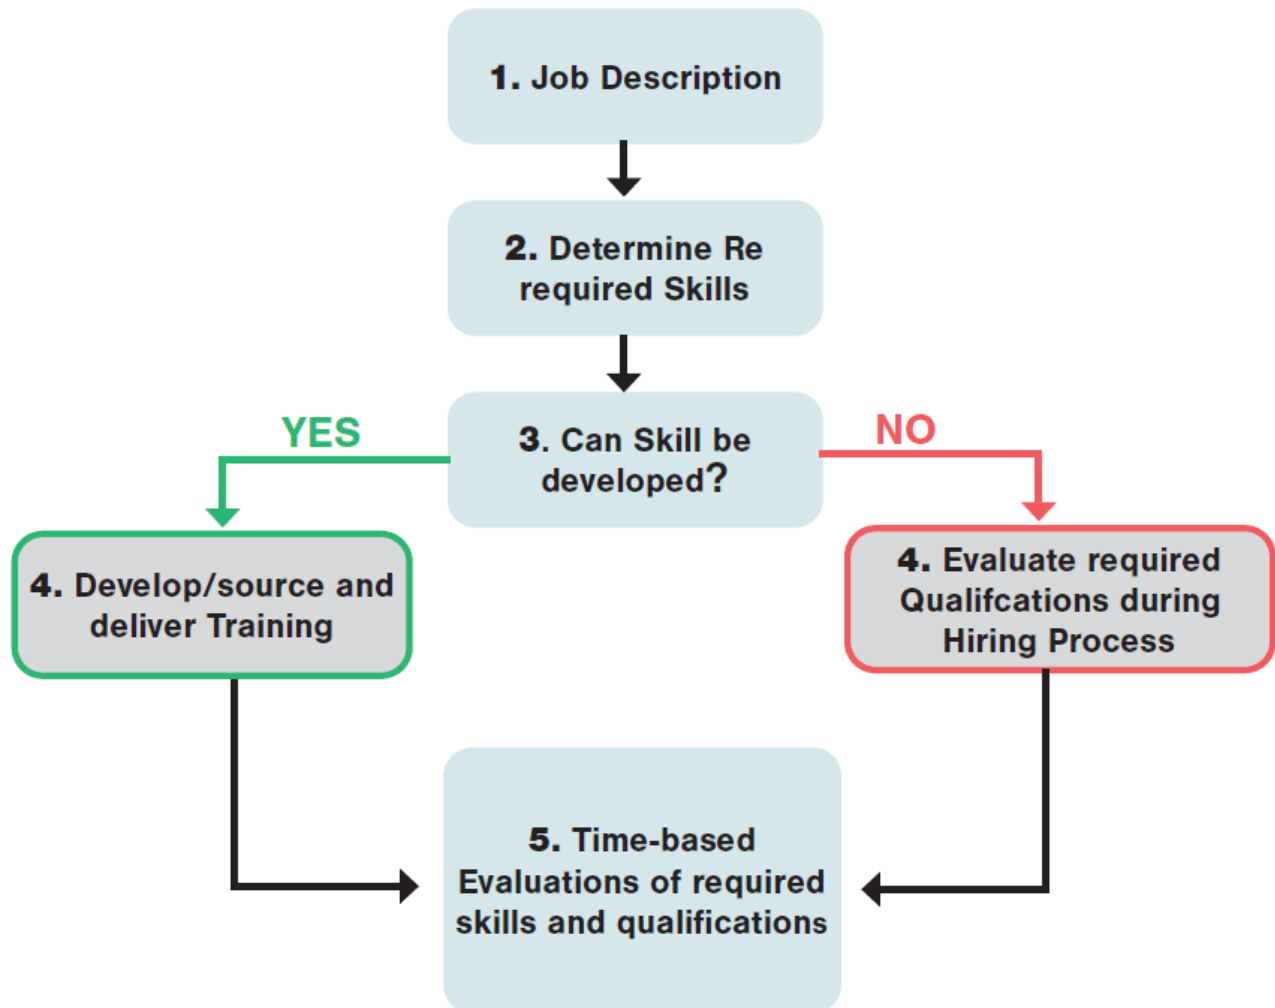 1. Job Description
2. Determine Re
required Skills
YES
3. Can Skill be
developed?
NO
4. Develop/source and
deliver Training
4. Evaluate required
Qualifcations during
Hiring Process
5. Time-based
Evaluations of required
skills and qualifications